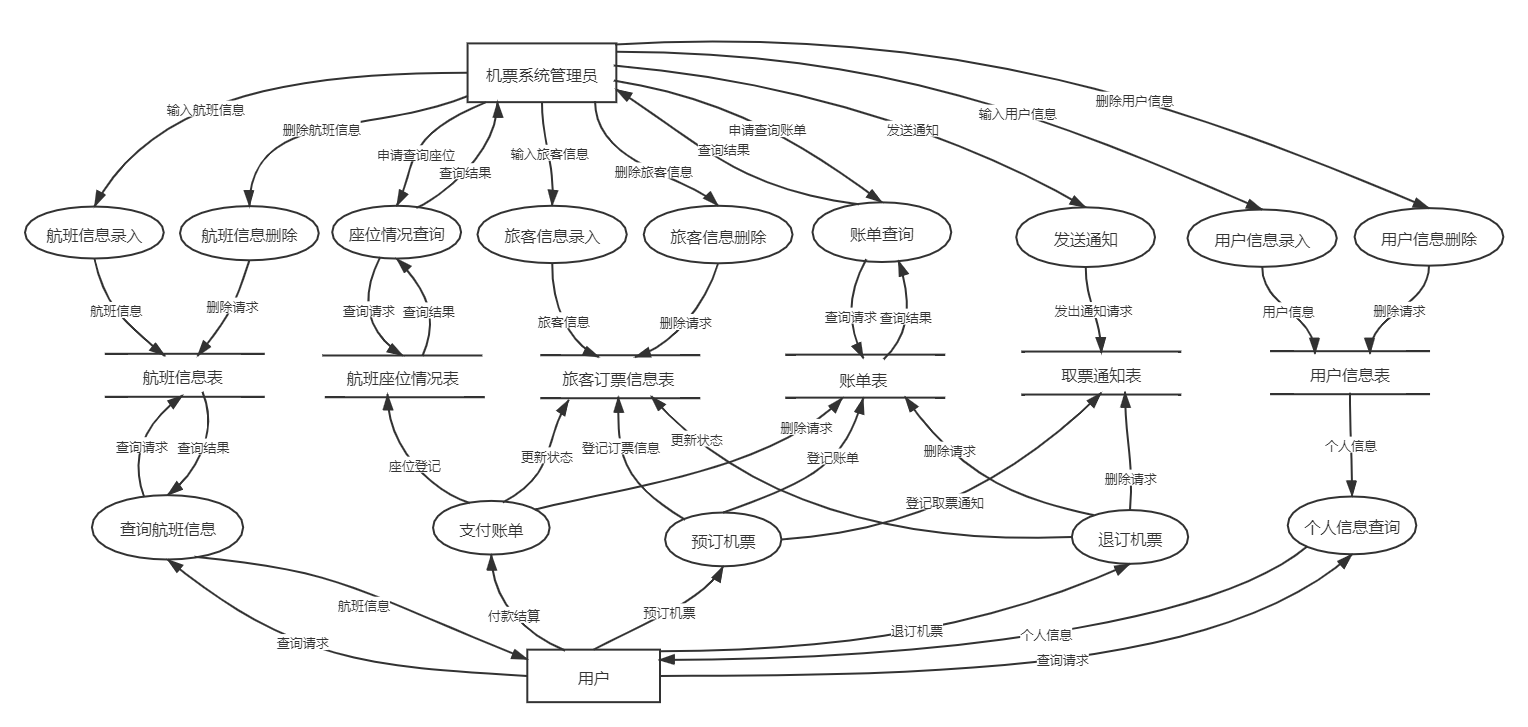 机票系统管理员
输入航班信息
删除航班信息
申请查询座位
查询结果
输入旅客信息
删除旅客信息
申请查询账单
查询结果
发送通知
输入用户信息
删除用户信息
航班信息录入
航班信息删除
座位情况查询
旅客信息录入
旅客信息删除
账单查询
发送通知
用户信息录入
用户信息删除
航班信息
删除请求
查询请求
查询结果
旅客信息
删除请求
查询请求
查询结果
发出通知请求
用户信息
删除请求
航班信息表
航班座位情况表
旅客订票信息表
账单表
取票通知表
用户信息表
查询请求
查询结果
座位登记
更新状态
登记订票信息
更新状态
删除请求
登记账单
删除请求
登记取票通知
删除请求
个人信息
查询航班信息
支付账单
预订机票
退订机票
个人信息查询
航班信息
查询请求
付款结算
预订机票
退订机票
个人信息
查询请求
用户